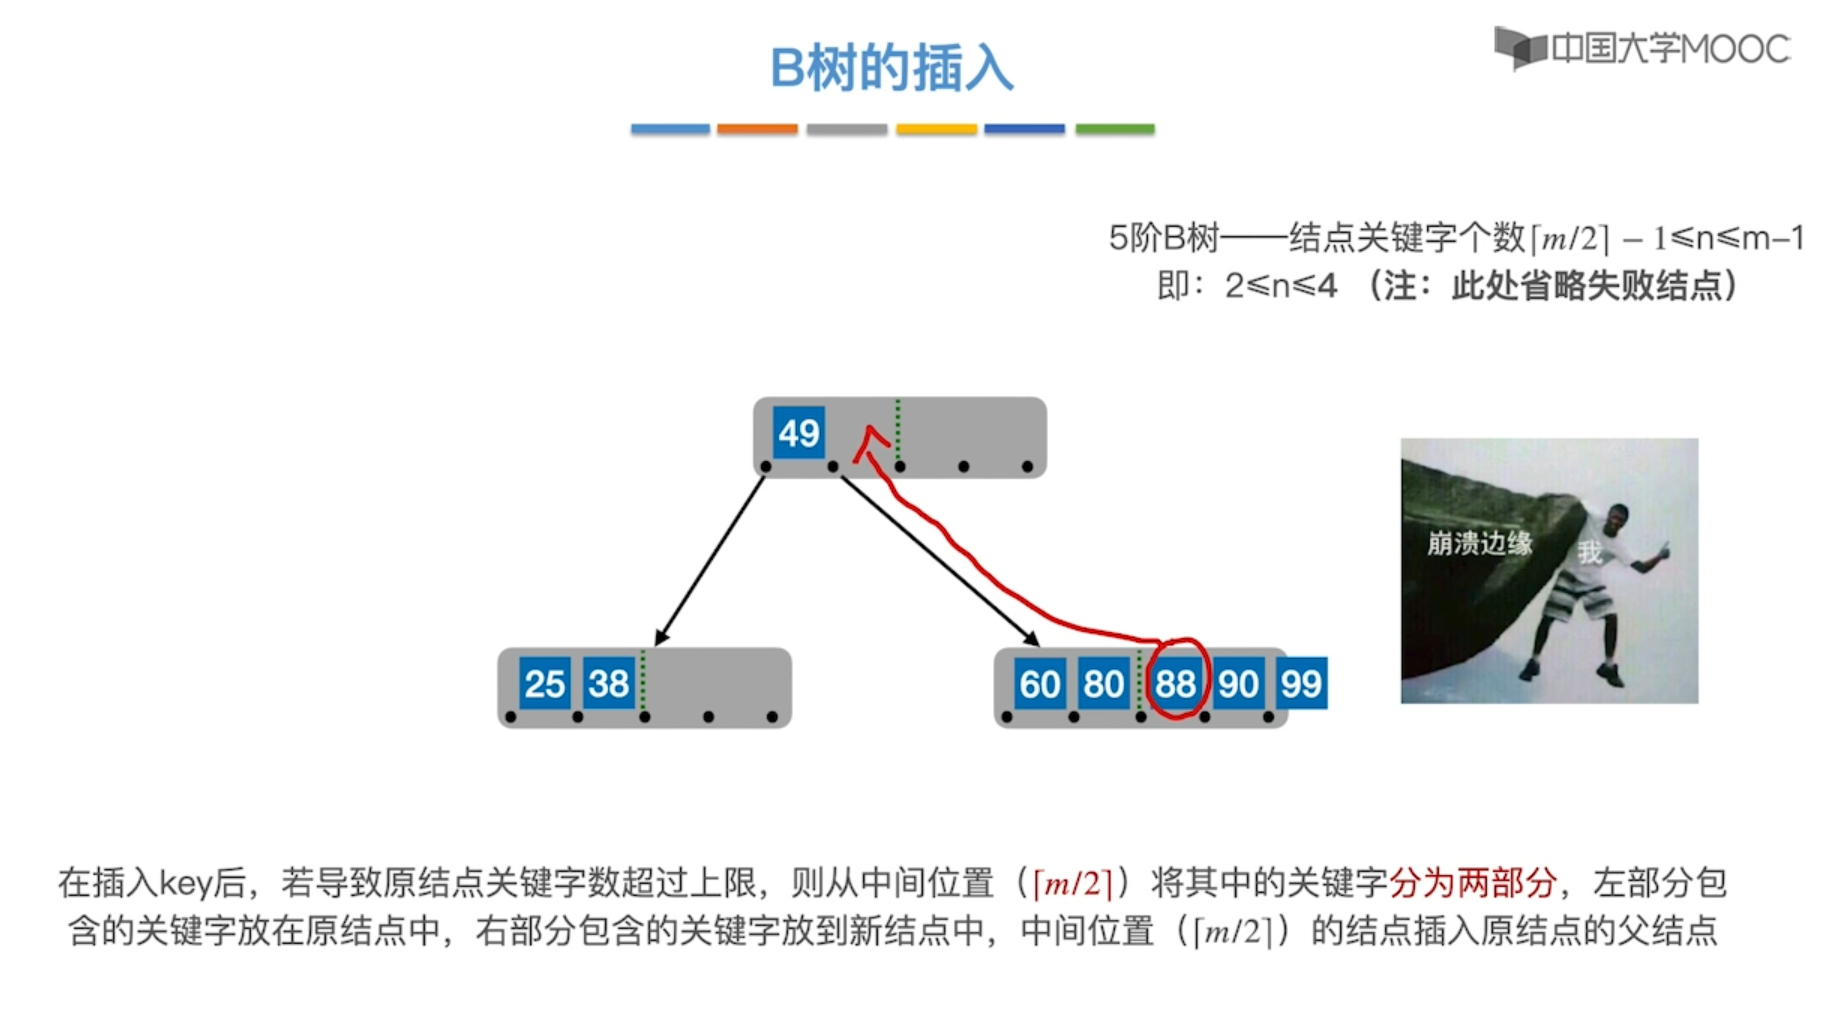 B树的插入
中国大学MOOC
5阶B树——结点关键字个数⌈m/2⌉ − 1≤n≤m–1
即：2≤n≤4 （注：此处省略失败结点）
49
崩溃边缘 我
25 38
60 80 88 90 99
在插入key后，若导致原结点关键字数超过上限，则从中间位置（⌈m/2⌉）将其中的关键字分为两部分，左部分包
含的关键字放在原结点中，右部分包含的关键字放到新结点中，中间位置（⌈m/2⌉）的结点插入原结点的父结点